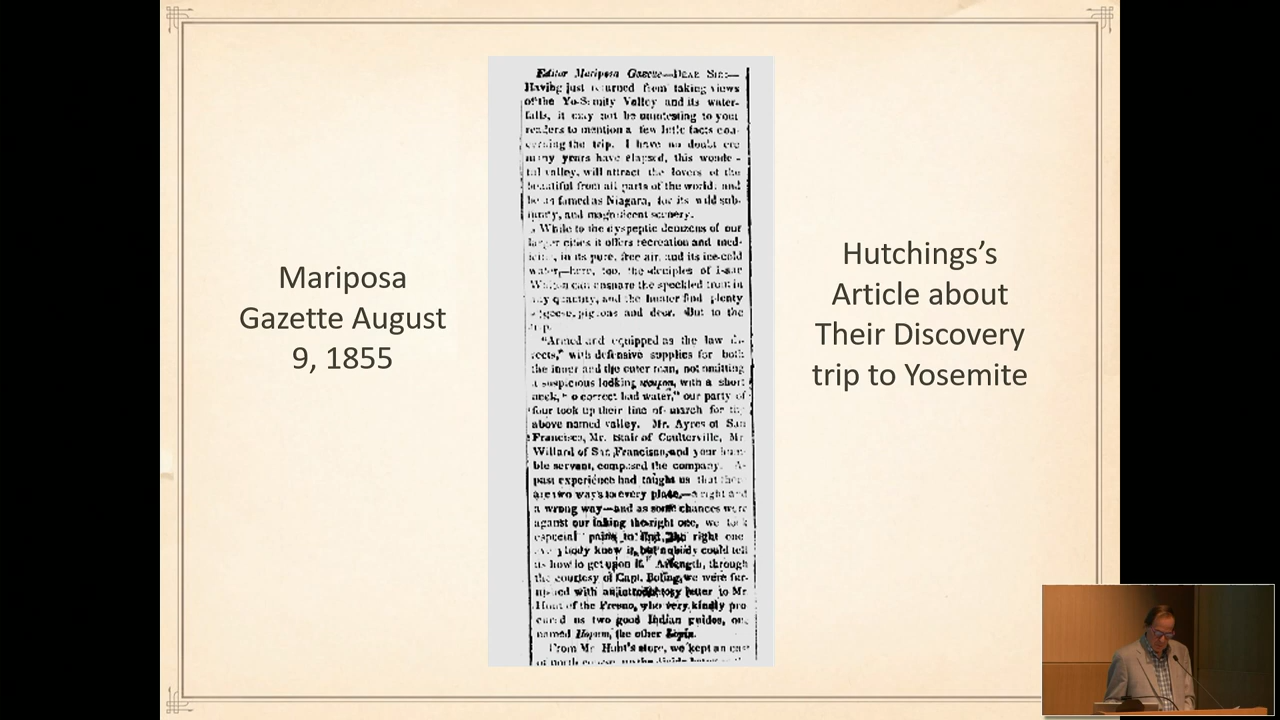 Mariposa
Gazette August
9, 1855
Editor Mariposa Gazette—DEAR SIR:—
Having just returned from taking views
of the Yo-Semity Valley and its water-
falls, it may not be uninteresting to your
readers to mention a few little facts con-
cerning the trip. I have no doubt ere
many years have elapsed, this wonder-
ful valley, will attract the lovers of the
beautiful from all parts of the world; and
be as famed as Niagara, for its wild sub-
limity, and magnificent scenery.
While to the dyspeptic denizens of our
larger cities it offers recreation and med-
icine, in its pure, free air, and its ice-cold
water,—here, too, the deciples of Isaac
Walton can ensnare the speckled trout in
any quantity, and the hunter find plenty
geese, pigeons and deer. But to the
trip.
"Armed and equipped as the law di-
rects," with defensive supplies for both
the inner and the outer man, not omitting
a suspicious looking weapon, with a short
neck, "to correct bad water," our party of
four took up their line of march for the
above named valley. Mr. Ayres of San
Francisco, Mr. Stair of Coulterville, Mr
Willard of San Francisco, and your hum-
ble servant, composed the company. As
past experience had taught us that there
are two ways to every place,—a right and
a wrong way—and as some chances were
against our taking the right one, we took
especial pains to find. The right one
every body knew it, but nobody could tell
us how to get upon it. At length, through
the courtesy of Capt. Boling, we were fur-
nished with an introductory letter to Mr
Hunt of the Fresno, who very kindly pro
cured us two good Indian guides, one
named the other
From Mr. Hunt's store, we kept an east
of north course, up the divide
Hutchings's
Article about
Their Discovery
trip to Yosemite